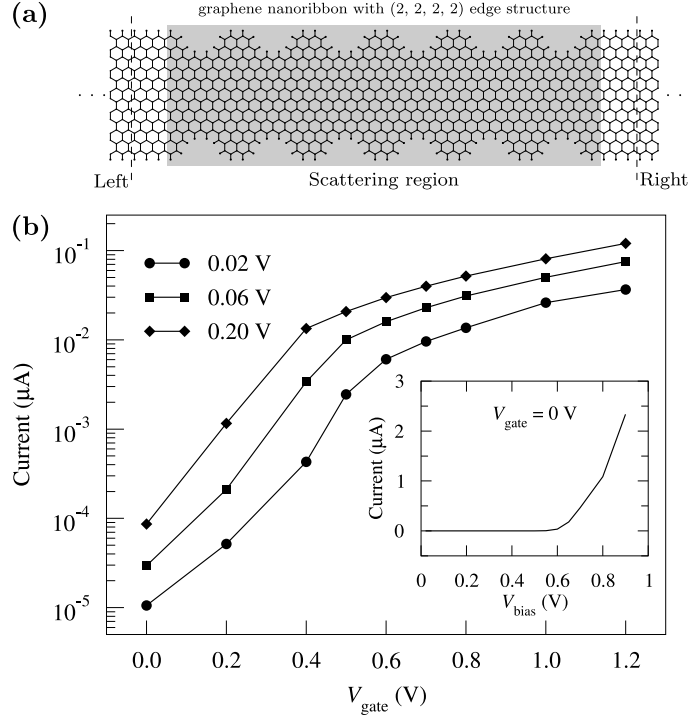 graphene nanoribbon with (2, 2, 2, 2) edge structure
(a)
. . .
. . .
Left
Scattering region
Right
(b)
10⁻¹
10⁻²
10⁻³
10⁻⁴
10⁻⁵
Current (μA)
0.02 V
0.06 V
0.20 V
3
2
1
0
Current (μA)
V_gate = 0 V
0 0.2 0.4 0.6 0.8 1
V_bias (V)
0.0 0.2 0.4 0.6 0.8 1.0 1.2
V_gate (V)